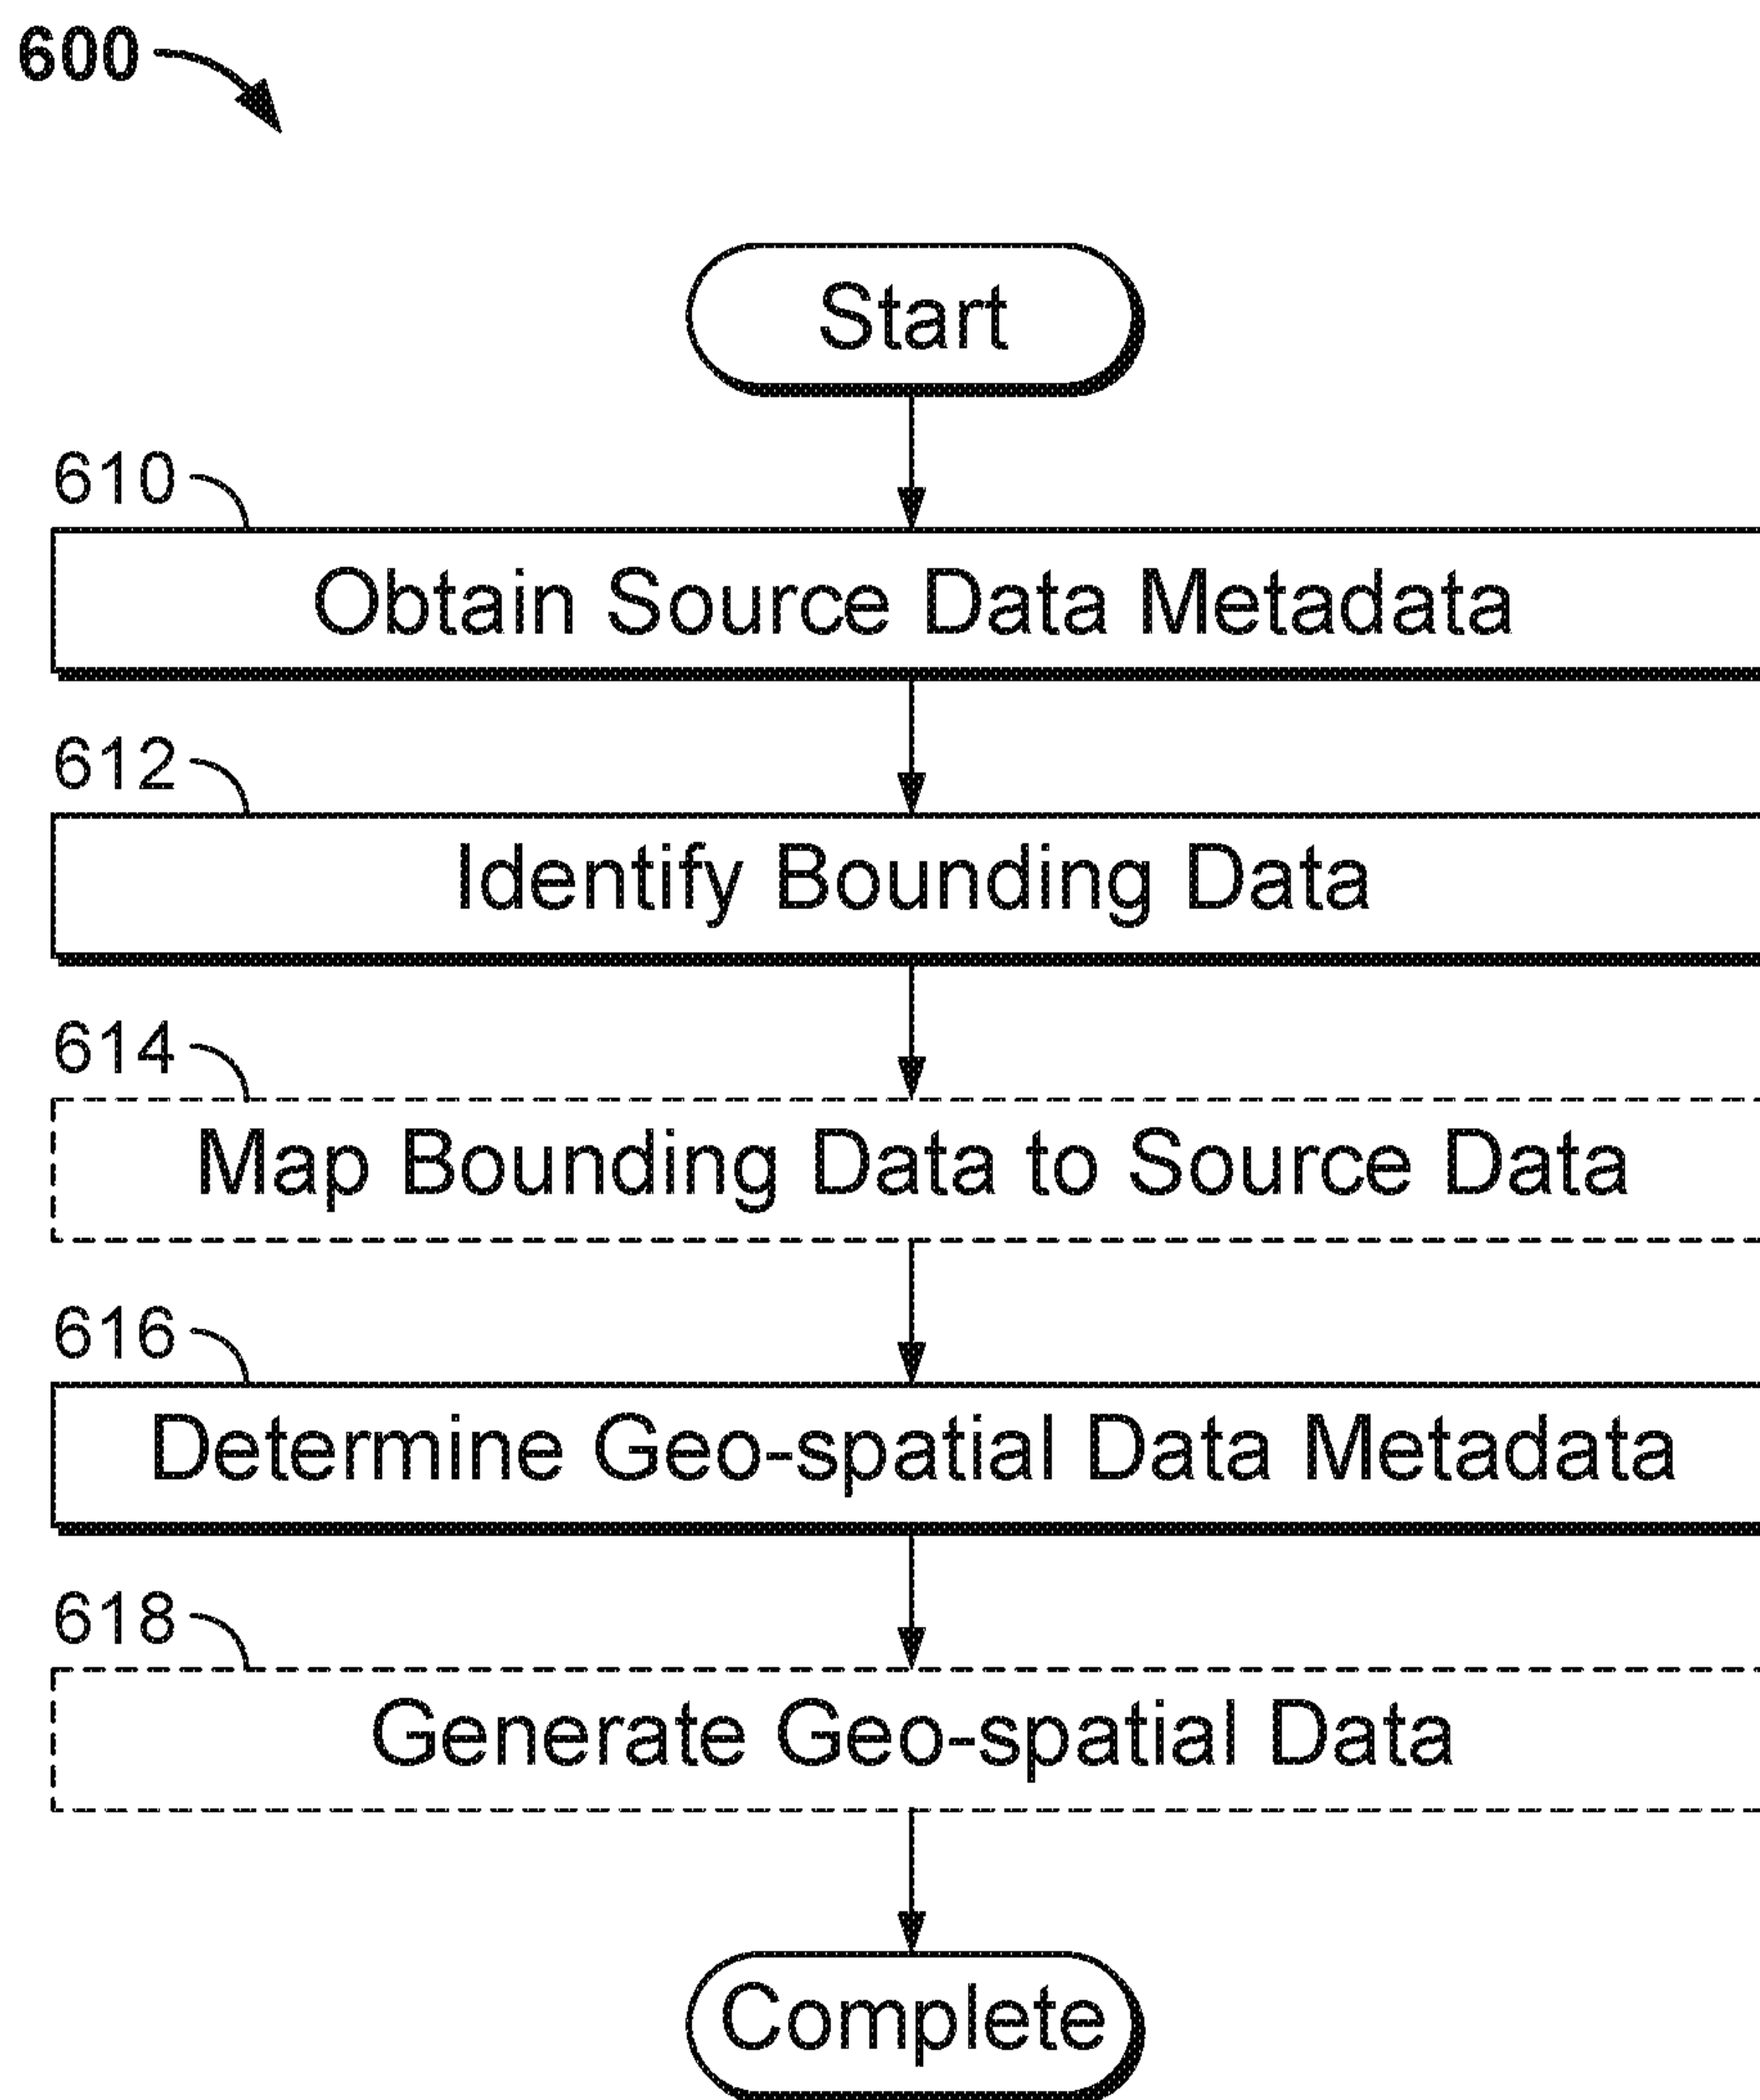 600
Start
610
Obtain Source Data Metadata
612
Identify Bounding Data
614
Map Bounding Data to Source Data
616
Determine Geo-spatial Data Metadata
618
Generate Geo-spatial Data
Complete